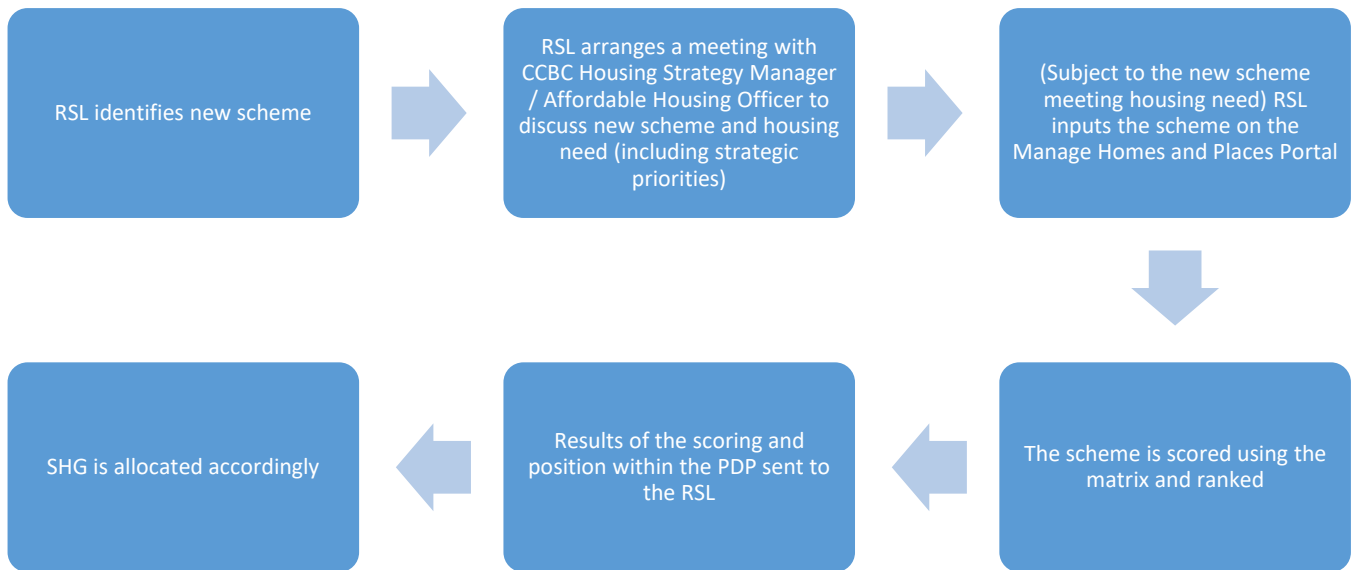 RSL identifies new scheme
RSL arranges a meeting with
CCBC Housing Strategy Manager
/ Affordable Housing Officer to
discuss new scheme and housing
need (including strategic
priorities)
(Subject to the new scheme
meeting housing need) RSL
inputs the scheme on the
Manage Homes and Places Portal
The scheme is scored using the
matrix and ranked
Results of the scoring and
position within the PDP sent to
the RSL
SHG is allocated accordingly